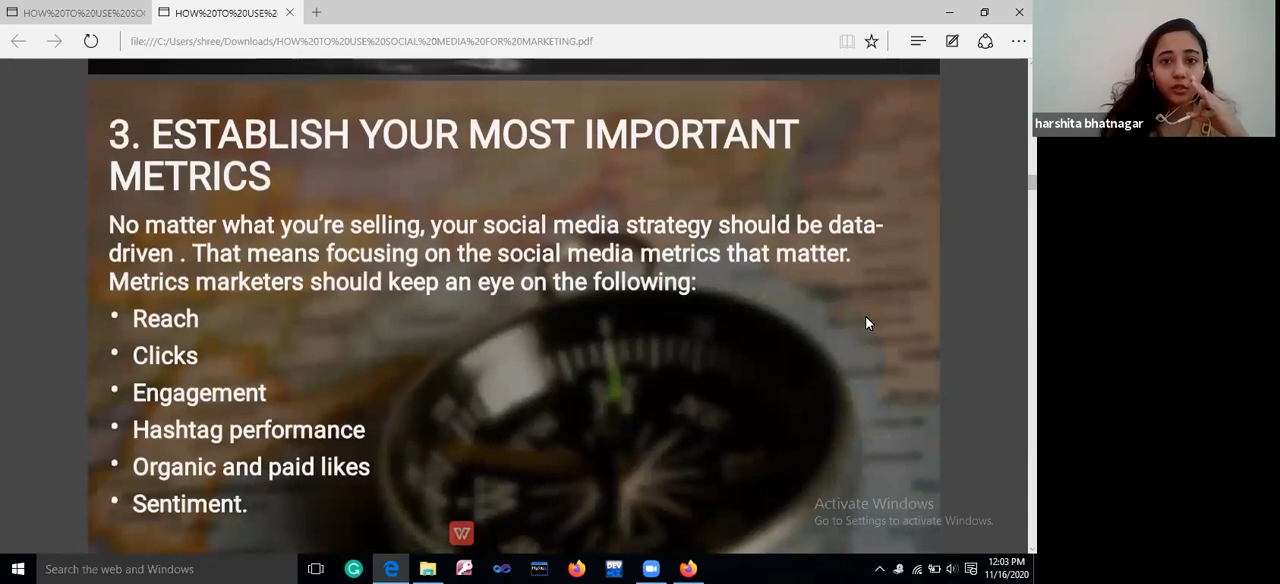 HOW%20TO%20USE%20SO
HOW%20TO%20USE%2
file:///C:/Users/shree/Downloads/HOW%20TO%20USE%20SOCIAL%20MEDIA%20FOR%20MARKETING.pdf
harshita bhatnagar
3. ESTABLISH YOUR MOST IMPORTANT
METRICS
No matter what you’re selling, your social media strategy should be data-
driven . That means focusing on the social media metrics that matter.
Metrics marketers should keep an eye on the following:
• Reach
• Clicks
• Engagement
• Hashtag performance
• Organic and paid likes
• Sentiment.
Activate Windows
Go to Settings to activate Windows.
Search the web and Windows
DEV
12:03 PM
11/16/2020